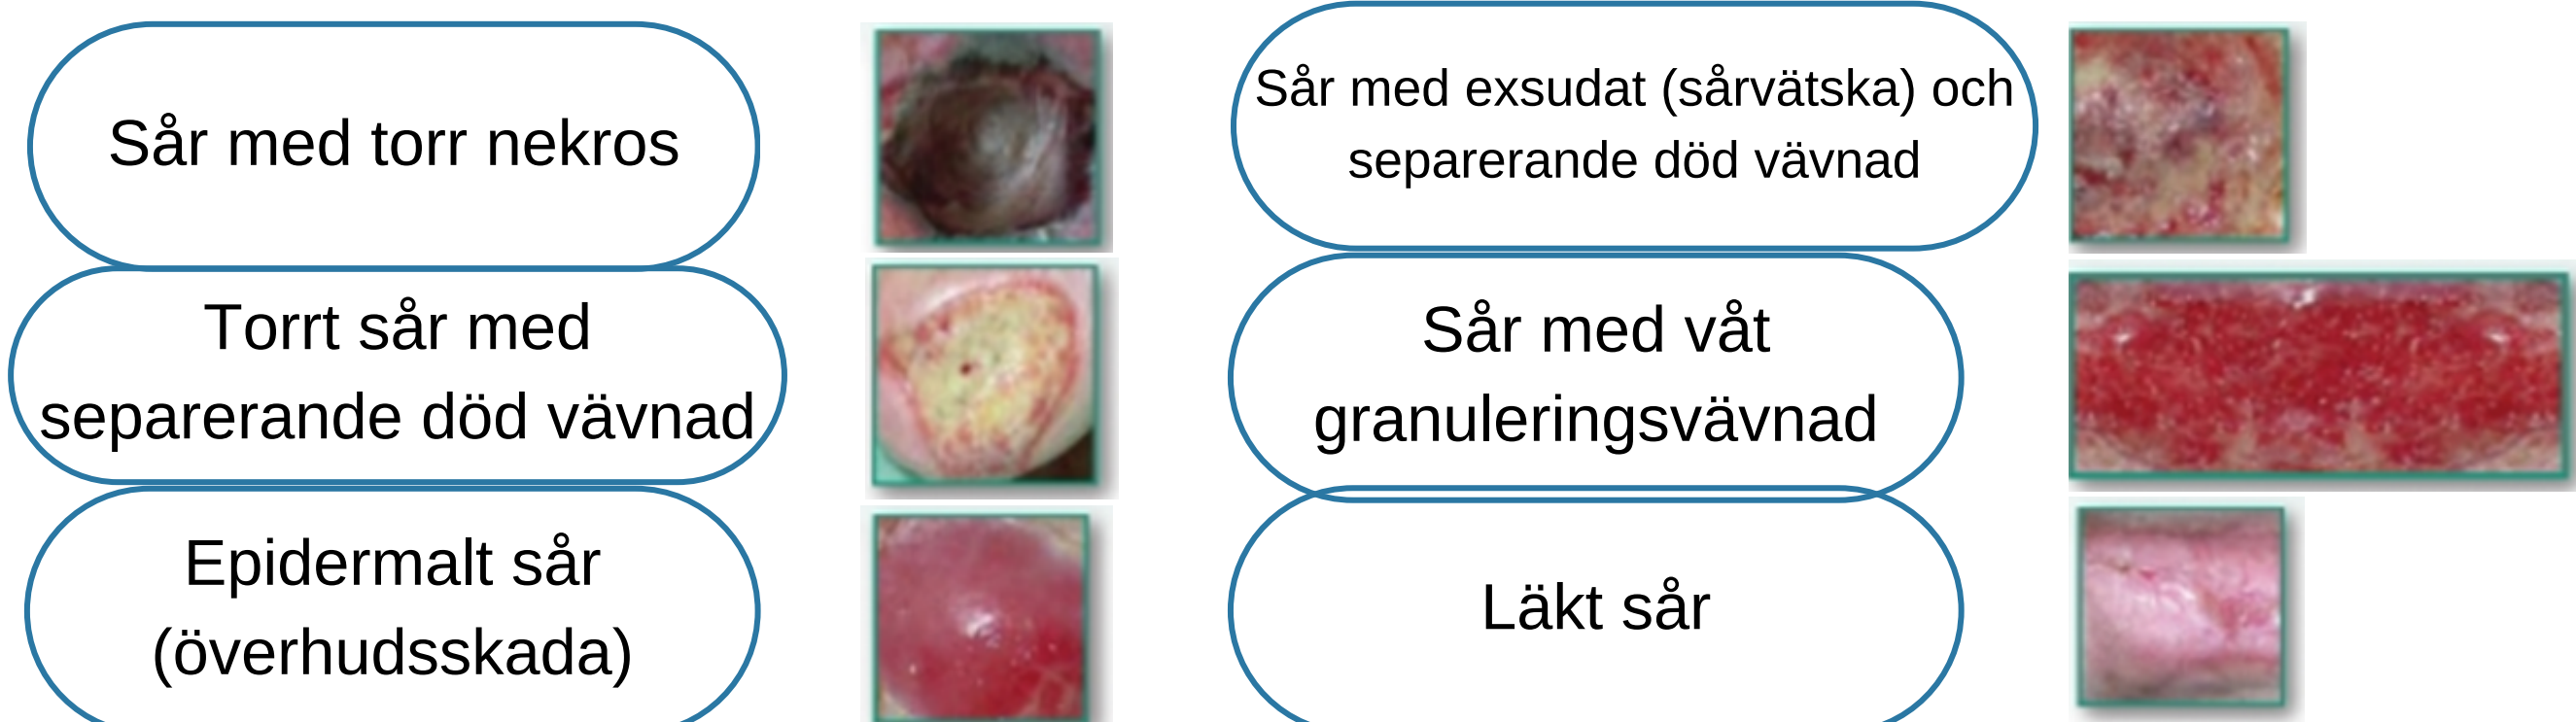 Sår med torr nekros
Torrt sår med
separerande död vävnad
Epidermalt sår
(överhudsskada)
Sår med exsudat (sårvätska) och
separerande död vävnad
Sår med våt
granuleringsvävnad
Läkt sår